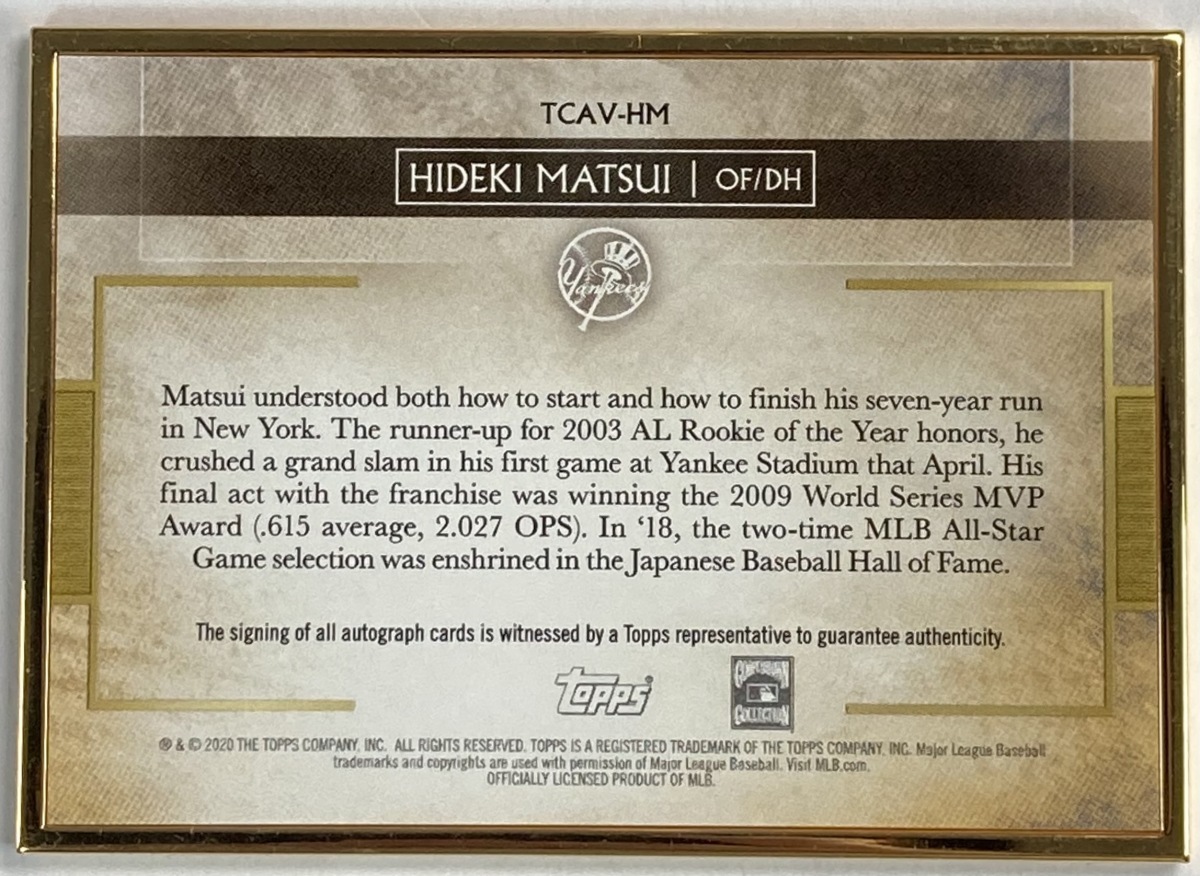 TCAV-HM
HIDEKI MATSUI | OF/DH
Yankees
Matsui understood both how to start and how to finish his seven-year run
in New York. The runner-up for 2003 AL Rookie of the Year honors, he
crushed a grand slam in his first game at Yankee Stadium that April. His
final act with the franchise was winning the 2009 World Series MVP
Award (.615 average, 2.027 OPS). In ‘18, the two-time MLB All-Star
Game selection was enshrined in the Japanese Baseball Hall of Fame.
The signing of all autograph cards is witnessed by a Topps representative to guarantee authenticity.
Topps
COOPERSTOWN
COLLECTION
® & © 2020 THE TOPPS COMPANY, INC. ALL RIGHTS RESERVED. TOPPS IS A REGISTERED TRADEMARK OF THE TOPPS COMPANY, INC. Major League Baseball
trademarks and copyrights are used with permission of Major League Baseball. Visit MLB.com.
OFFICIALLY LICENSED PRODUCT OF MLB.